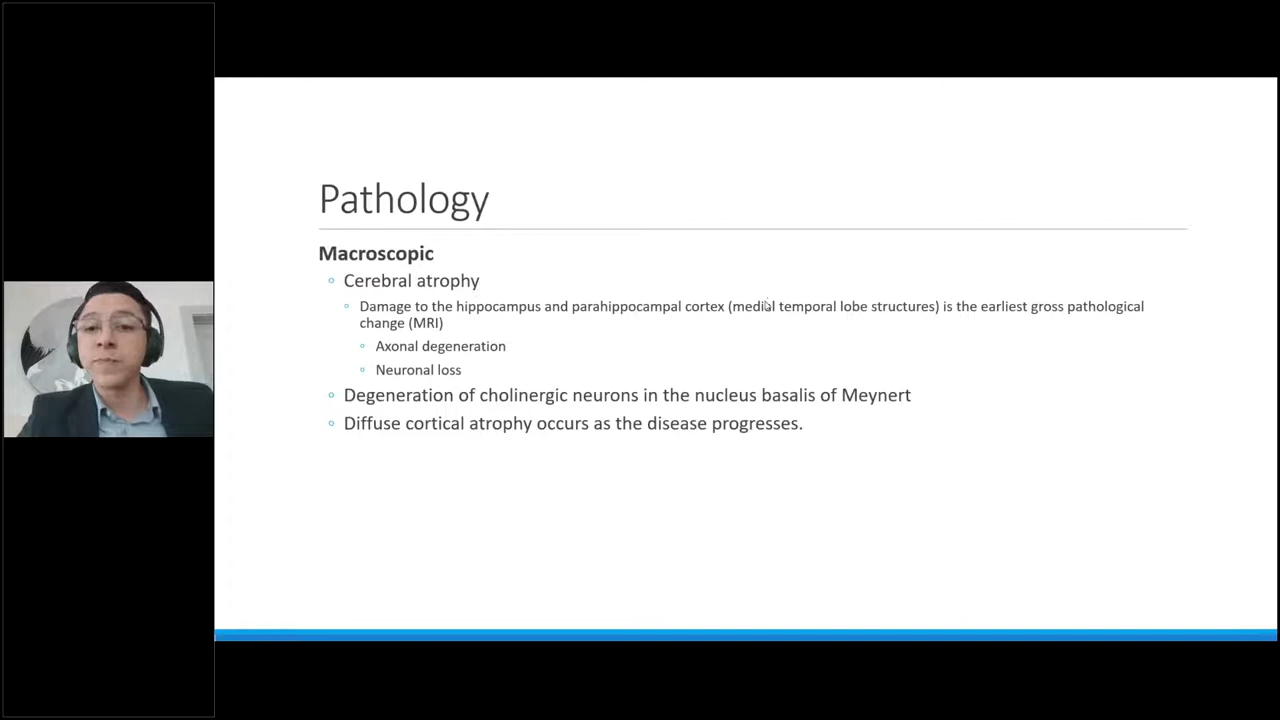 Pathology
Macroscopic
Cerebral atrophy
Damage to the hippocampus and parahippocampal cortex (medial temporal lobe structures) is the earliest gross pathological
change (MRI)
Axonal degeneration
Neuronal loss
Degeneration of cholinergic neurons in the nucleus basalis of Meynert
Diffuse cortical atrophy occurs as the disease progresses.